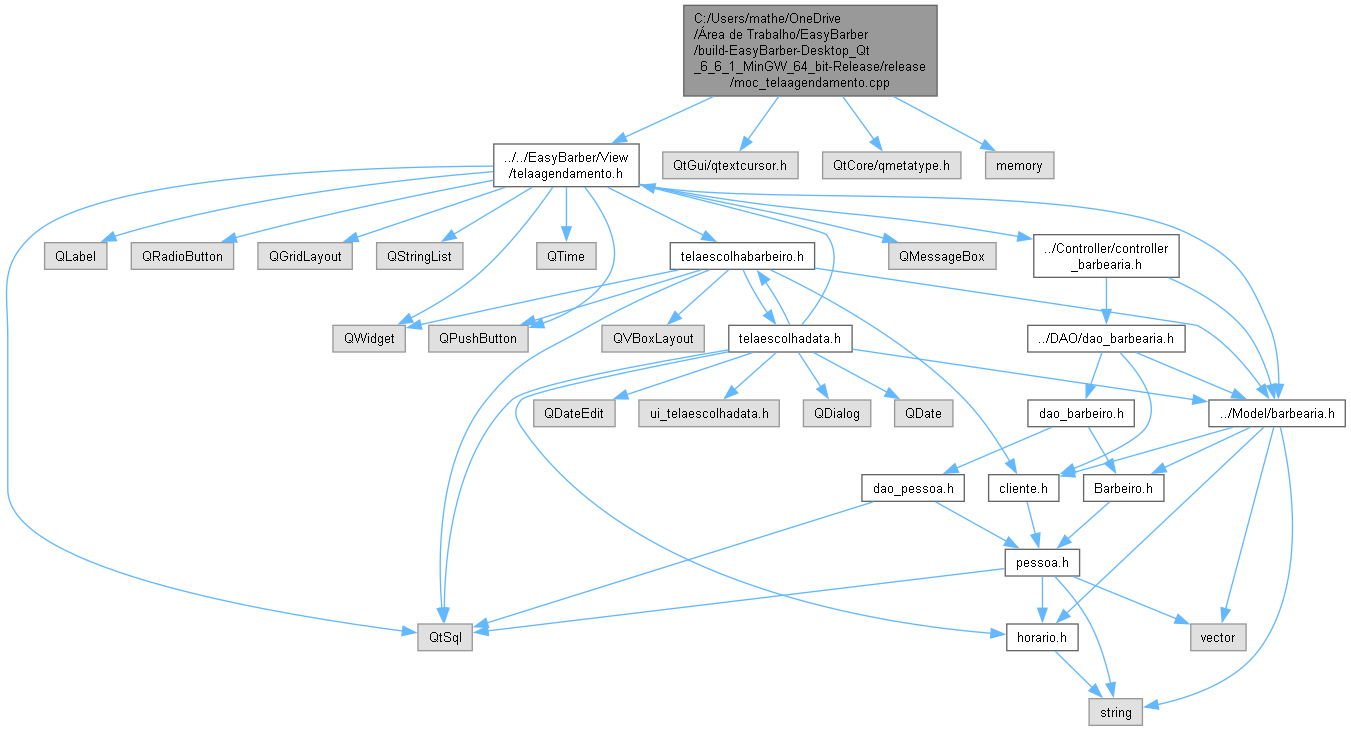 C:/Users/mathe/OneDrive
/Área de Trabalho/EasyBarber
/build-EasyBarber-Desktop_Qt
_6_6_1_MinGW_64_bit-Release/release
/moc_telaagendamento.cpp
../../EasyBarber/View
/telaagendamento.h
QtGui/qtextcursor.h
QtCore/qmetatype.h
memory
QLabel
QRadioButton
QGridLayout
QStringList
QTime
telaescolhabarbeiro.h
QMessageBox
../Controller/controller
_barbearia.h
QWidget
QPushButton
QVBoxLayout
telaescolhadata.h
../DAO/dao_barbearia.h
QDateEdit
ui_telaescolhadata.h
QDialog
QDate
dao_barbeiro.h
../Model/barbearia.h
dao_pessoa.h
cliente.h
Barbeiro.h
pessoa.h
QtSql
horario.h
vector
string